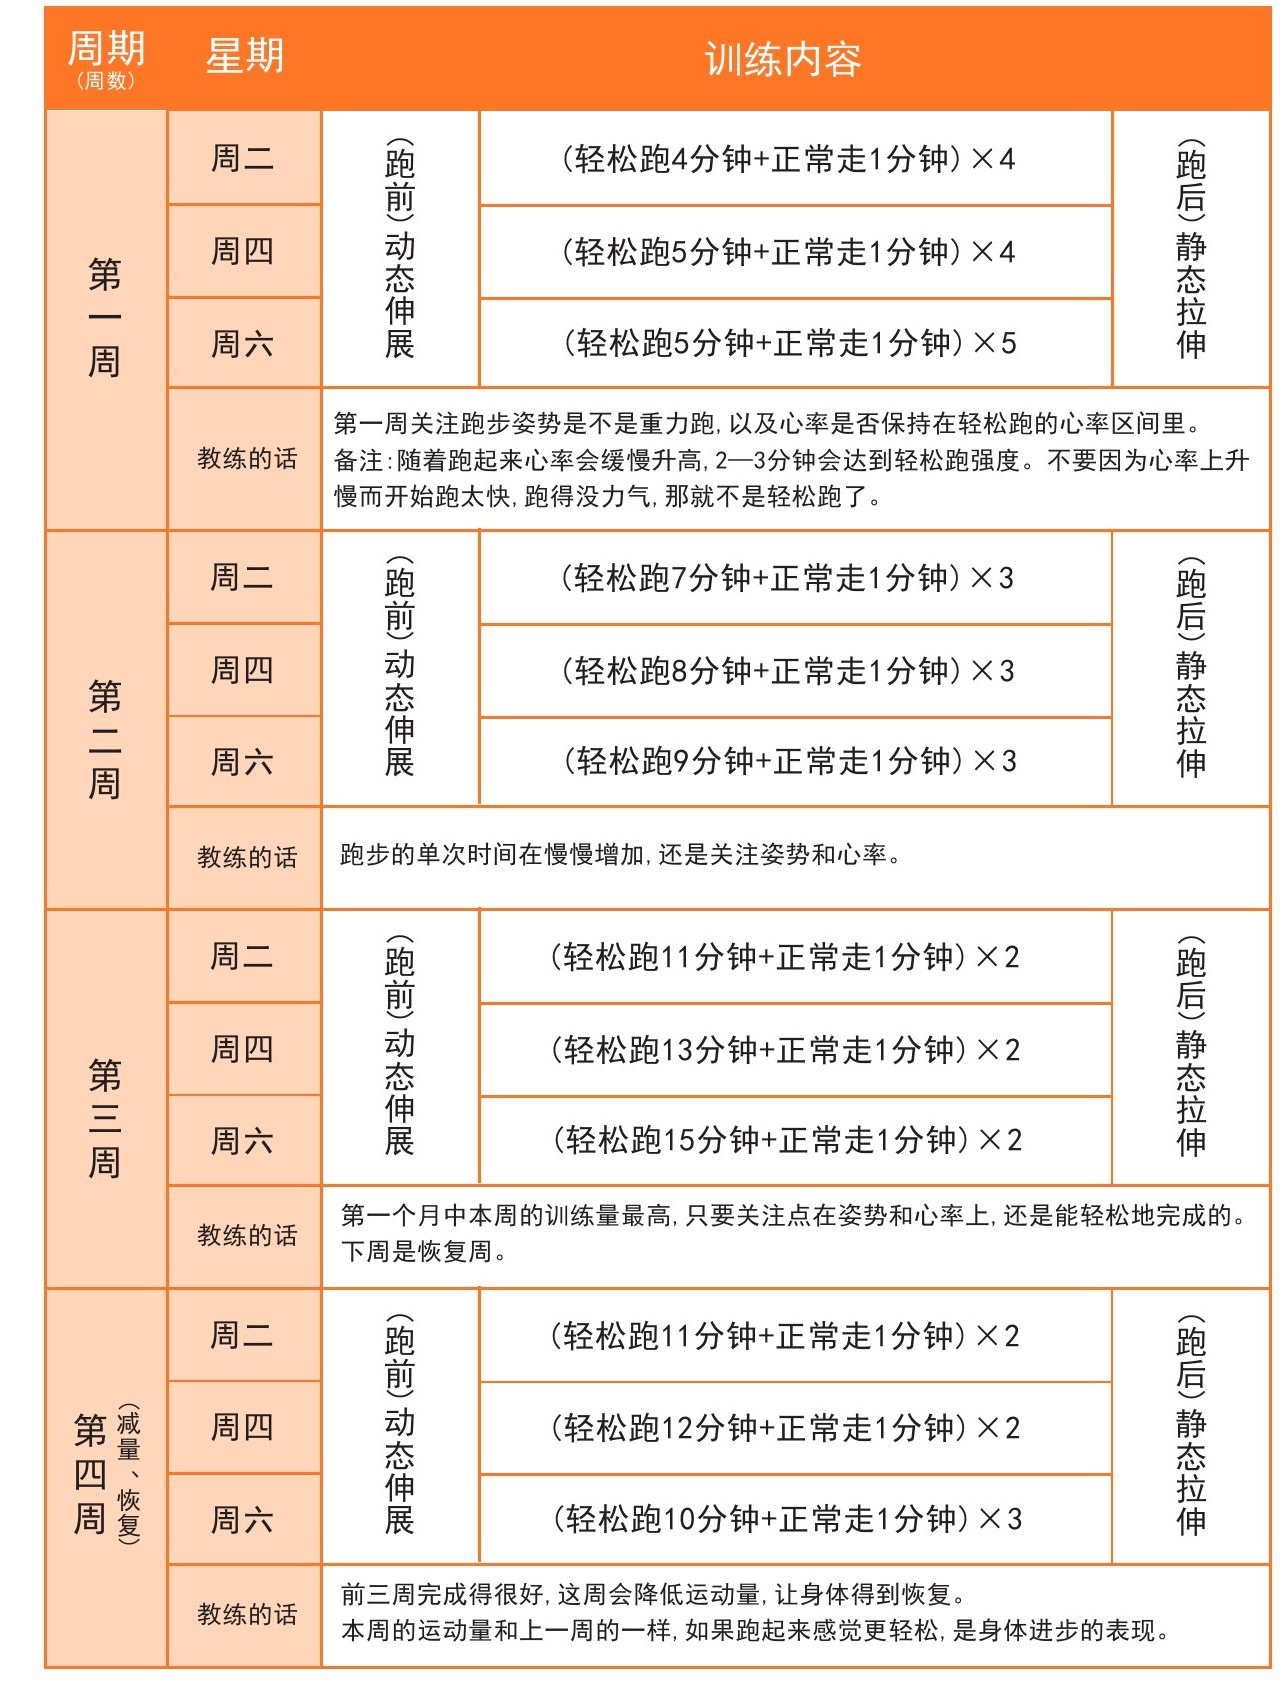 周期
（周数）
星期
训练内容
第一周
周二
（跑前）动态伸展
（轻松跑4分钟+正常走1分钟）×4
（跑后）静态拉伸
周四
（轻松跑5分钟+正常走1分钟）×4
周六
（轻松跑5分钟+正常走1分钟）×5
教练的话
第一周关注跑步姿势是不是重力跑,以及心率是否保持在轻松跑的心率区间里。
备注:随着跑起来心率会缓慢升高,2—3分钟会达到轻松跑强度。不要因为心率上升
慢而开始跑太快,跑得没力气,那就不是轻松跑了。
第二周
周二
（跑前）动态伸展
（轻松跑7分钟+正常走1分钟）×3
（跑后）静态拉伸
周四
（轻松跑8分钟+正常走1分钟）×3
周六
（轻松跑9分钟+正常走1分钟）×3
教练的话
跑步的单次时间在慢慢增加,还是关注姿势和心率。
第三周
周二
（跑前）动态伸展
（轻松跑11分钟+正常走1分钟）×2
（跑后）静态拉伸
周四
（轻松跑13分钟+正常走1分钟）×2
周六
（轻松跑15分钟+正常走1分钟）×2
教练的话
第一个月中本周的训练量最高,只要关注点在姿势和心率上,还是能轻松地完成的。
下周是恢复周。
第四周
（减量、恢复）
周二
（跑前）动态伸展
（轻松跑11分钟+正常走1分钟）×2
（跑后）静态拉伸
周四
（轻松跑12分钟+正常走1分钟）×2
周六
（轻松跑10分钟+正常走1分钟）×3
教练的话
前三周完成得很好,这周会降低运动量,让身体得到恢复。
本周的运动量和上一周的一样,如果跑起来感觉更轻松,是身体进步的表现。